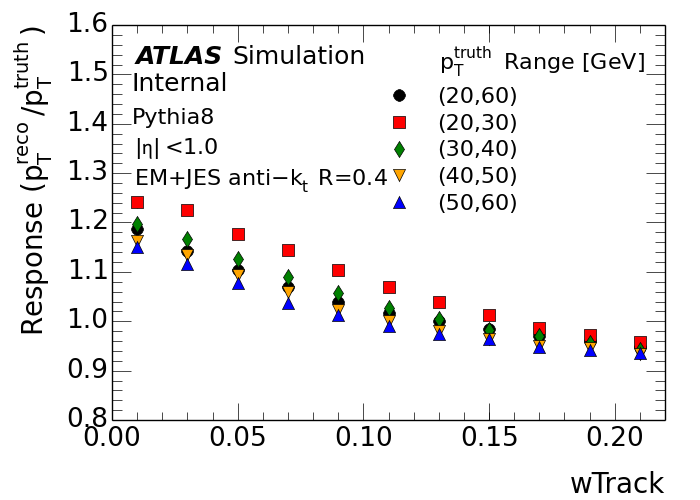 1.6
1.5
1.4
1.3
1.2
1.1
1.0
0.9
0.8
Response (p_T^reco /p_T^truth )
ATLAS Simulation
Internal
Pythia8
|η| <1.0
EM+JES anti−k_t R=0.4
p_T^truth Range [GeV]
(20,60)
(20,30)
(30,40)
(40,50)
(50,60)
0.00 0.05 0.10 0.15 0.20
wTrack